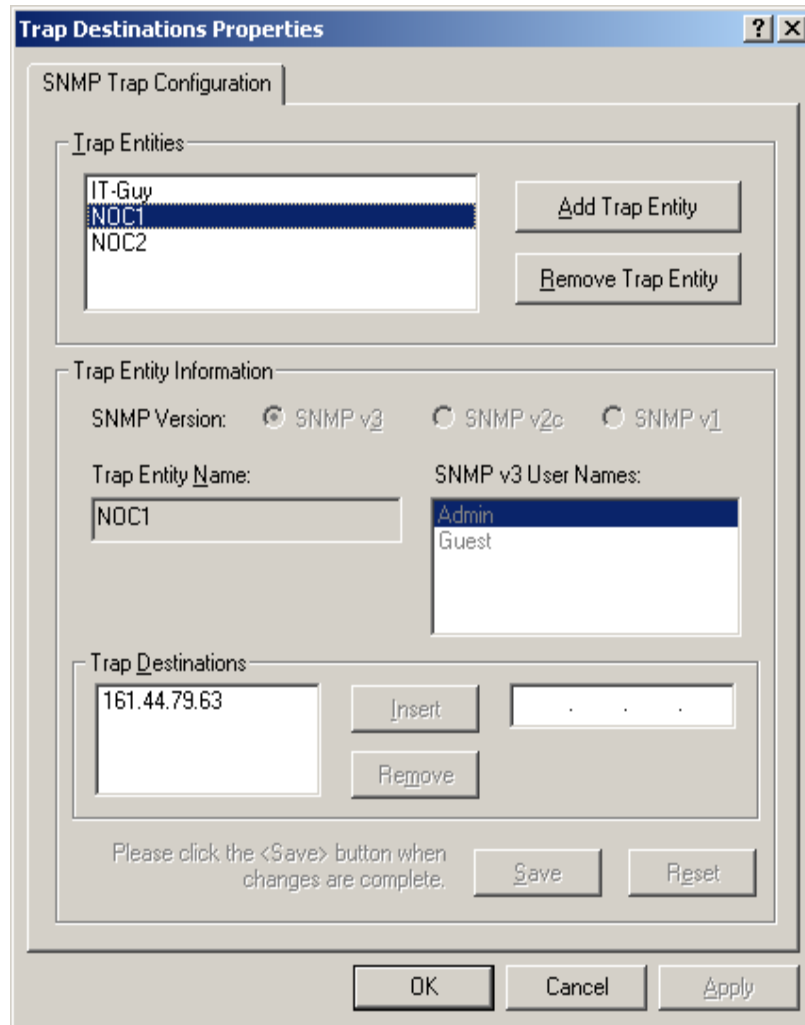 Trap Destinations Properties
SNMP Trap Configuration
Trap Entities
IT-Guy
NOC1
NOC2
Add Trap Entity
Remove Trap Entity
Trap Entity Information
SNMP Version: SNMP v3 SNMP v2c SNMP v1
Trap Entity Name:
NOC1
SNMP v3 User Names:
Admin
Guest
Trap Destinations
161.44.79.63
Insert
. . .
Remove
Please click the <Save> button when
changes are complete.
Save
Reset
OK
Cancel
Apply